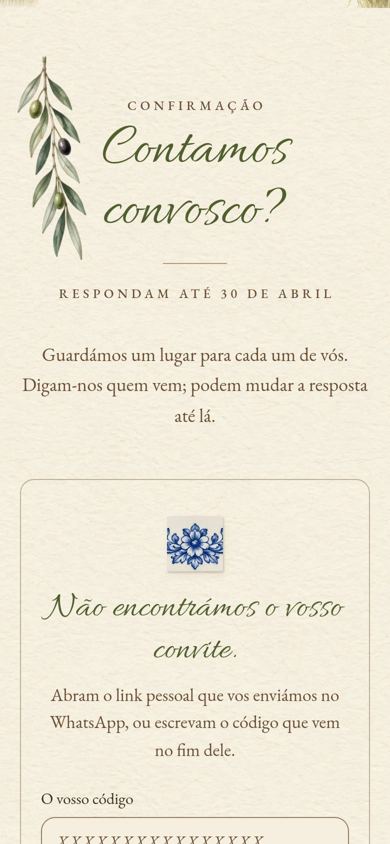 CONFIRMAÇÃO
Contamos
convosco?
RESPONDAM ATÉ 30 DE ABRIL
Guardámos um lugar para cada um de vós.
Digam-nos quem vem; podem mudar a resposta
até lá.
Não encontrámos o vosso
convite.
Abram o link pessoal que vos enviámos no
WhatsApp, ou escrevam o código que vem
no fim dele.
O vosso código
XXXXXXXXXXXXXXXX